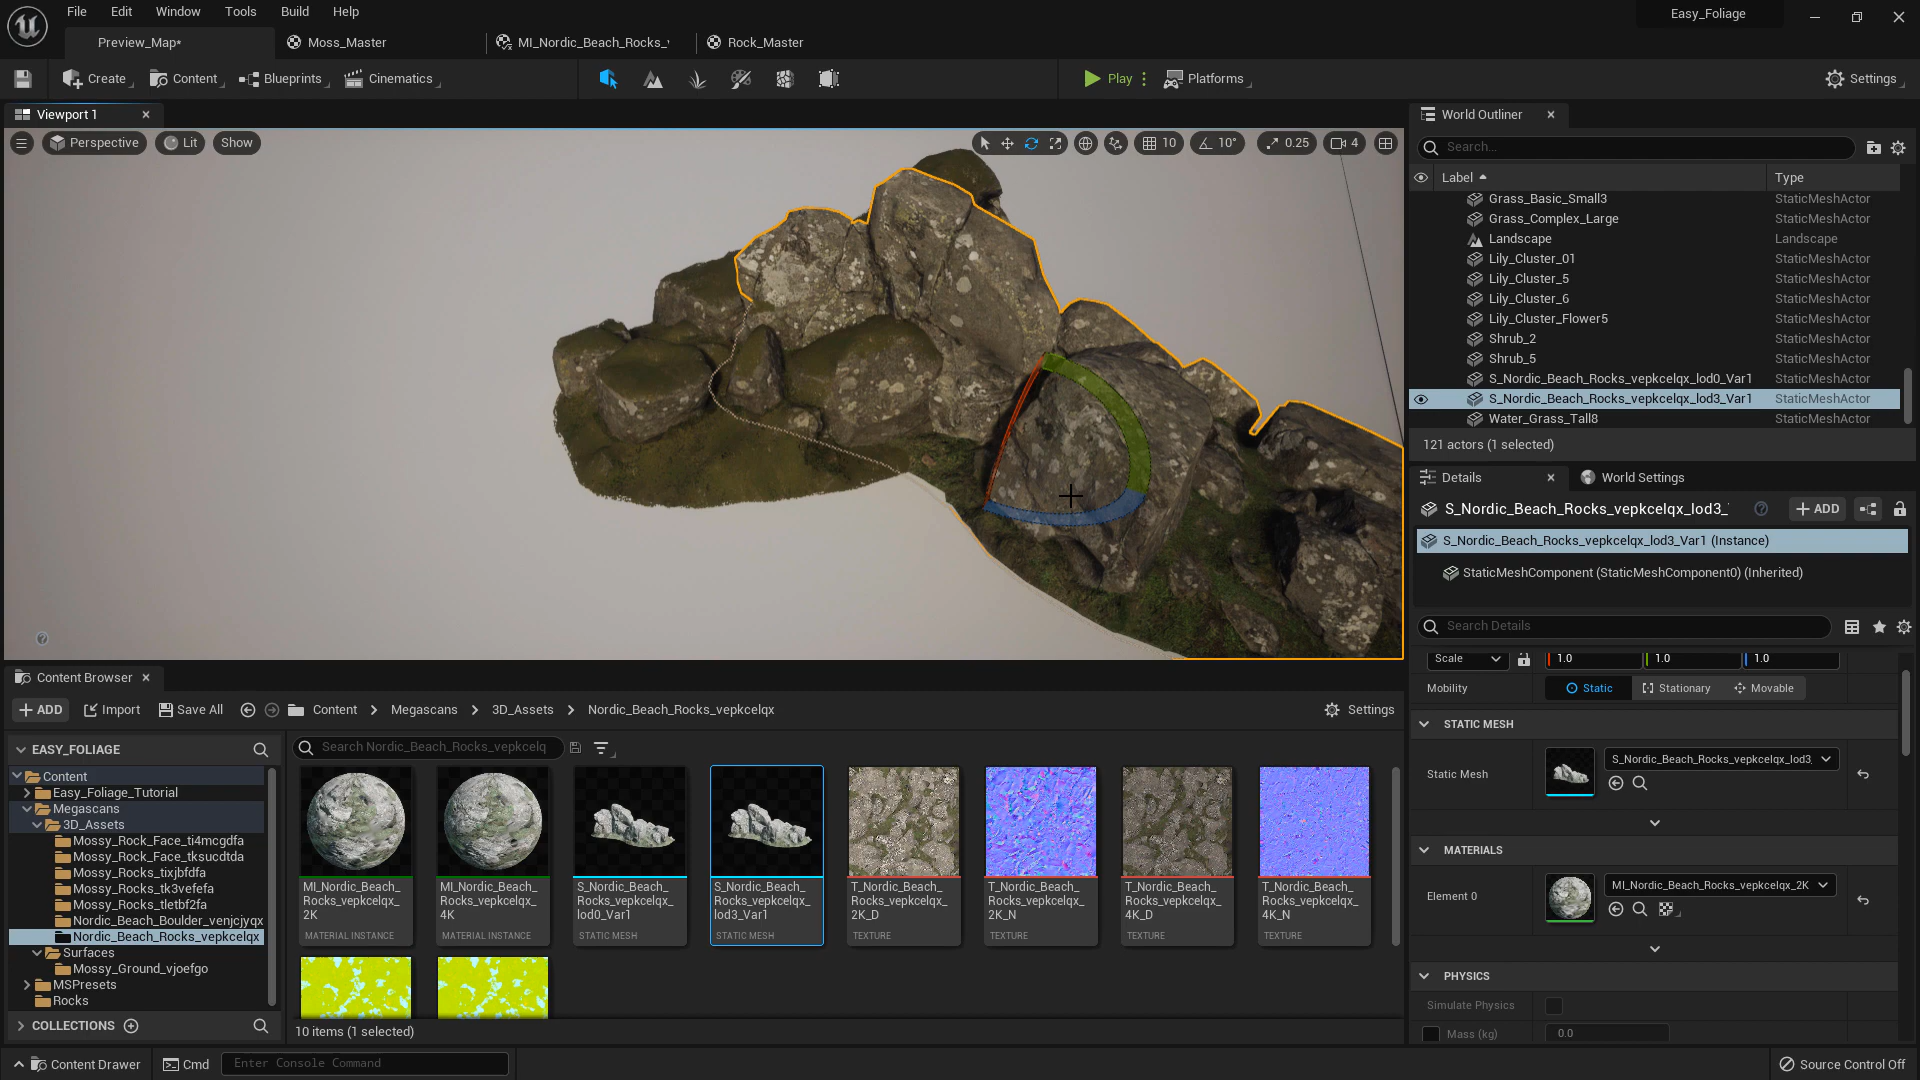 File Edit Window Tools Build Help
Easy_Foliage
Preview_Map*
Moss_Master
MI_Nordic_Beach_Rocks_
Rock_Master
Create
Content
Blueprints
Cinematics
Play
Platforms
Settings
Viewport 1
Perspective
Lit
Show
10
10°
0.25
4
World Outliner
Search...
Label
Type
Grass_Basic_Small3 StaticMeshActor
Grass_Complex_Large StaticMeshActor
Landscape Landscape
Lily_Cluster_01 StaticMeshActor
Lily_Cluster_5 StaticMeshActor
Lily_Cluster_6 StaticMeshActor
Lily_Cluster_Flower5 StaticMeshActor
Shrub_2 StaticMeshActor
Shrub_5 StaticMeshActor
S_Nordic_Beach_Rocks_vepkcelqx_lod0_Var1 StaticMeshActor
S_Nordic_Beach_Rocks_vepkcelqx_lod3_Var1 StaticMeshActor
Water_Grass_Tall8 StaticMeshActor
121 actors (1 selected)
Details
World Settings
S_Nordic_Beach_Rocks_vepkcelqx_lod3_
ADD
S_Nordic_Beach_Rocks_vepkcelqx_lod3_Var1 (Instance)
StaticMeshComponent (StaticMeshComponent0) (Inherited)
Search Details
Scale 1.0 1.0 1.0
Mobility Static Stationary Movable
STATIC MESH
Static Mesh
S_Nordic_Beach_Rocks_vepkcelqx_lod3_
MATERIALS
Element 0
MI_Nordic_Beach_Rocks_vepkcelqx_2K
PHYSICS
Simulate Physics
Mass (kg) 0.0
Content Browser
ADD
Import
Save All
Content > Megascans > 3D_Assets > Nordic_Beach_Rocks_vepkcelqx
Settings
EASY_FOLIAGE
Search Nordic_Beach_Rocks_vepkcelq
Content
Easy_Foliage_Tutorial
Megascans
3D_Assets
Mossy_Rock_Face_ti4mcgdfa
Mossy_Rock_Face_tksucdtda
Mossy_Rocks_tixjbfdfa
Mossy_Rocks_tk3vefefa
Mossy_Rocks_tletbf2fa
Nordic_Beach_Boulder_venjcjyqx
Nordic_Beach_Rocks_vepkcelqx
Surfaces
Mossy_Ground_vjoefgo
MSPresets
Rocks
COLLECTIONS
MI_Nordic_Beach_
Rocks_vepkcelqx_
2K
MATERIAL INSTANCE
MI_Nordic_Beach_
Rocks_vepkcelqx_
4K
MATERIAL INSTANCE
S_Nordic_Beach_
Rocks_vepkcelqx_
lod0_Var1
STATIC MESH
S_Nordic_Beach_
Rocks_vepkcelqx_
lod3_Var1
STATIC MESH
T_Nordic_Beach_
Rocks_vepkcelqx_
2K_D
TEXTURE
T_Nordic_Beach_
Rocks_vepkcelqx_
2K_N
TEXTURE
T_Nordic_Beach_
Rocks_vepkcelqx_
4K_D
TEXTURE
T_Nordic_Beach_
Rocks_vepkcelqx_
4K_N
TEXTURE
10 items (1 selected)
Content Drawer
Cmd
Enter Console Command
Source Control Off